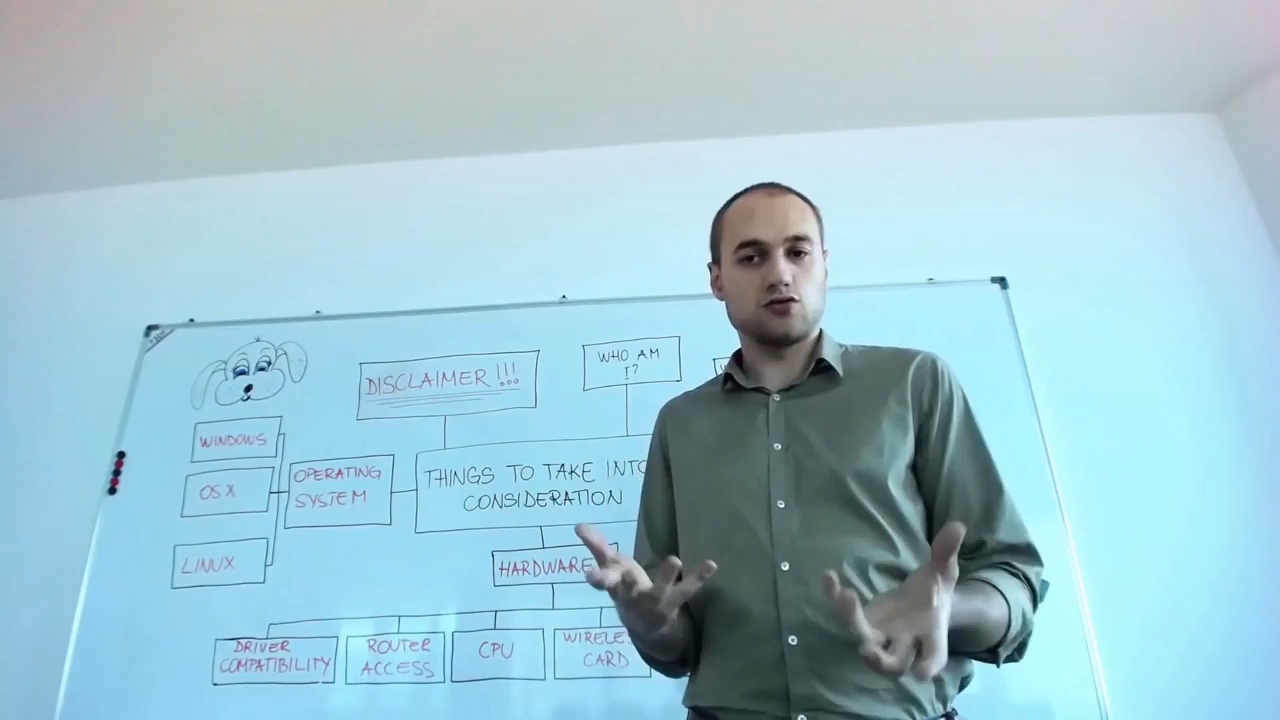 DISCLAIMER !!!
WHO AM
I?
WINDOWS
OS X
LINUX
OPERATING
SYSTEM
THINGS TO TAKE INTO
CONSIDERATION
HARDWARE
DRIVER
COMPATIBILITY
ROUTER
ACCESS
CPU
CARD